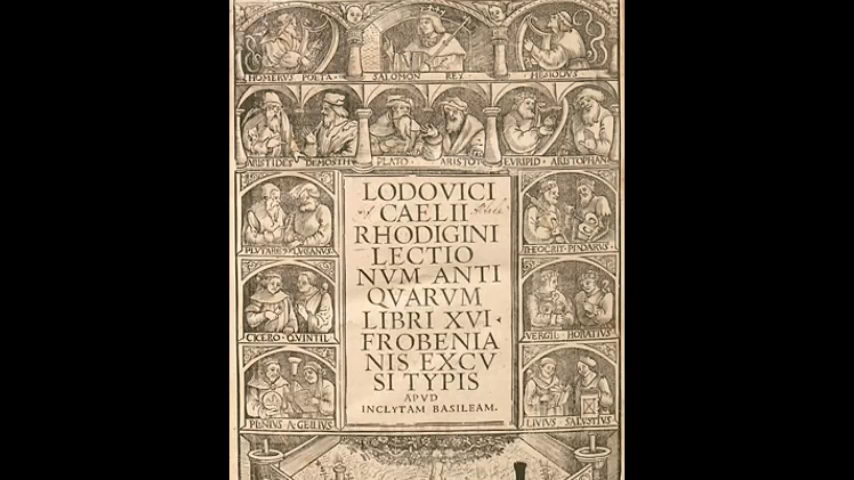 HOMERVS POETA · SALOMON REX · HESIODVS
ARISTIDES DEMOSTH PLATO · ARISTOT EVRIPID · ARISTOPHAN
LODOVICI
CAELII
RHODIGINI
LECTIO
NVM ANTI
QVARVM
LIBRI XVI·
FROBENIA
NIS EXCV
SI TYPIS
APVD
INCLYTAM BASILEAM.
PLVTARC LVCIANVS
CICERO · QVINTIL
PLINIVS A GELLIVS
THEOCRIT · PINDARVS ·
VERGIL HORATIVS
LIVIVS SALVSTIVS